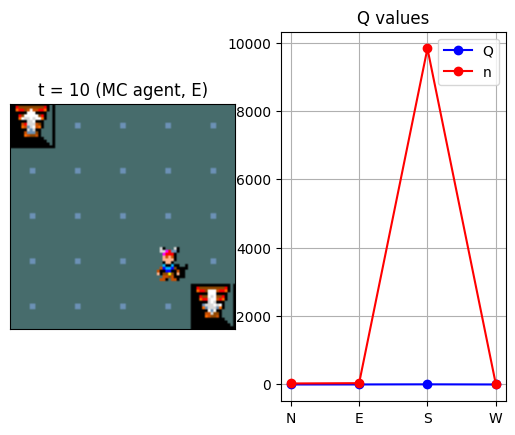 t = 10 (MC agent, E)
Q values
10000
8000
6000
4000
2000
0
N E S W
Q
n